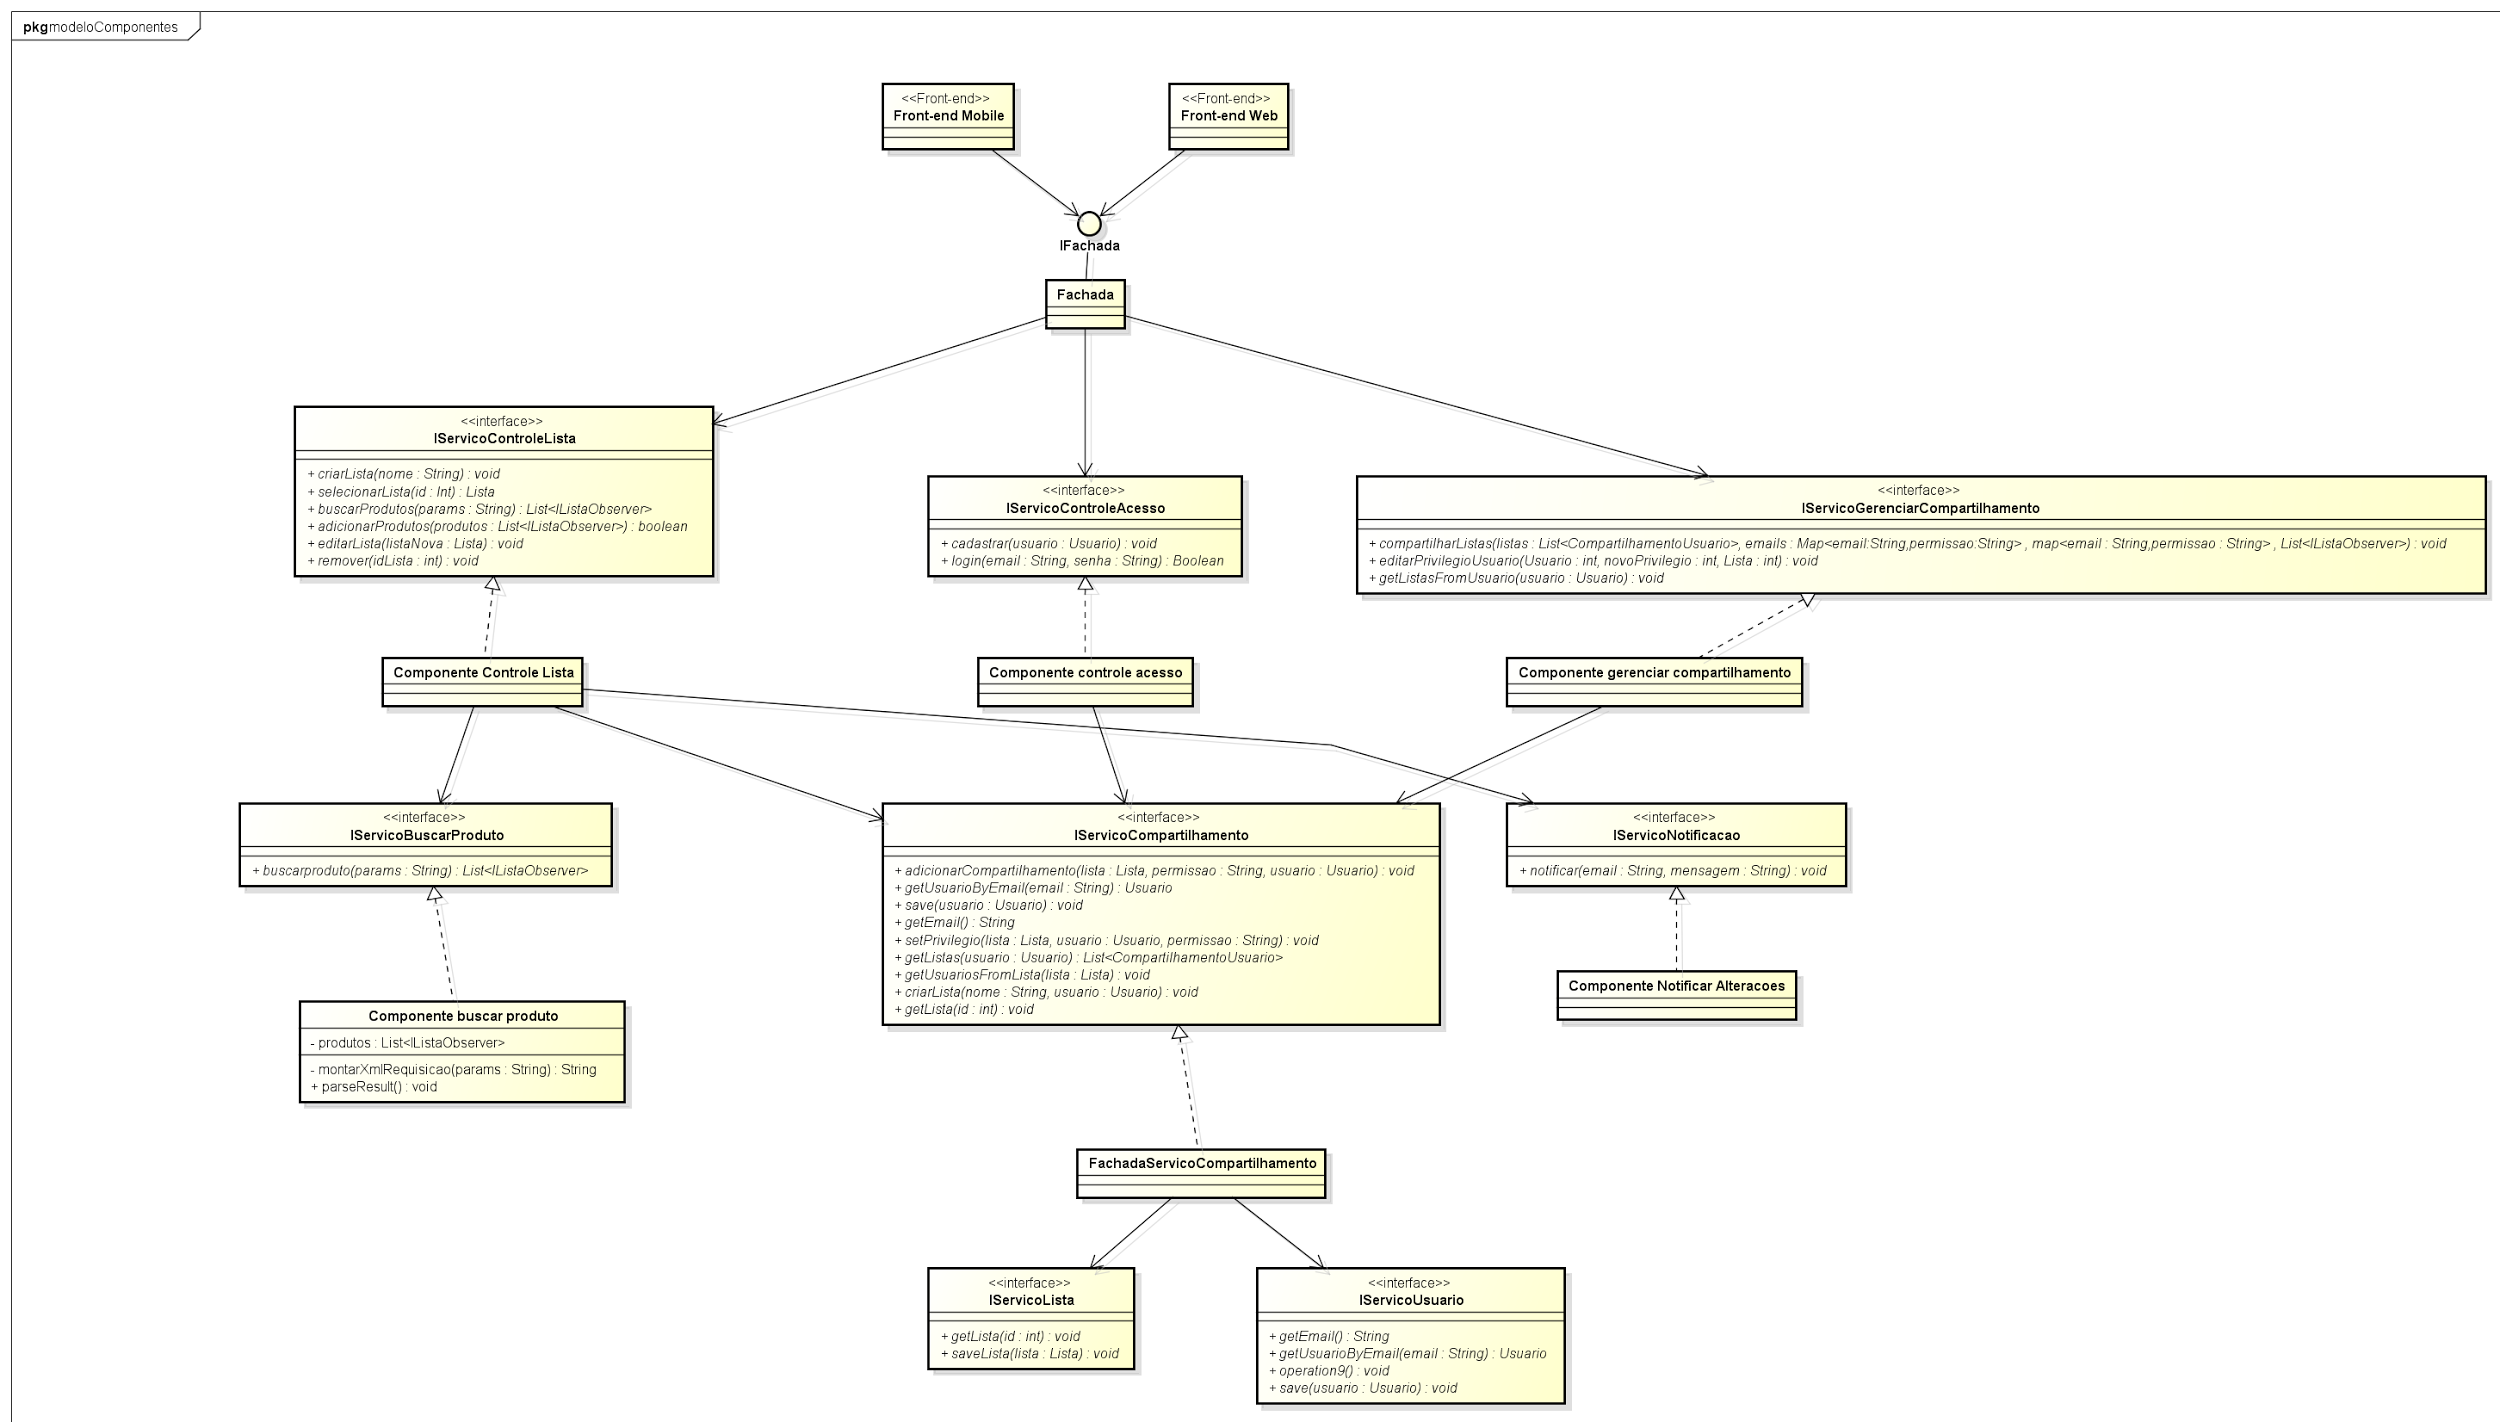 pkg modeloComponentes
<<Front-end>>
Front-end Mobile
<<Front-end>>
Front-end Web
IFachada
Fachada
<<interface>>
IServicoControleLista
+ criarLista(nome : String) : void
+ selecionarLista(id : Int) : Lista
+ buscarProdutos(params : String) : List<IListaObserver>
+ adicionarProdutos(produtos : List<IListaObserver>) : boolean
+ editarLista(listaNova : Lista) : void
+ remover(idLista : int) : void
<<interface>>
IServicoControleAcesso
+ cadastrar(usuario : Usuario) : void
+ login(email : String, senha : String) : Boolean
<<interface>>
IServicoGerenciarCompartilhamento
+ compartilharListas(listas : List<CompartilhamentoUsuario>, emails : Map<email:String,permissao:String> , map<email : String,permissao : String> , List<IListaObserver>) : void
+ editarPrivilegioUsuario(Usuario : int, novoPrivilegio : int, Lista : int) : void
+ getListasFromUsuario(usuario : Usuario) : void
Componente Controle Lista
Componente controle acesso
Componente gerenciar compartilhamento
<<interface>>
IServicoBuscarProduto
+ buscarproduto(params : String) : List<IListaObserver>
<<interface>>
IServicoCompartilhamento
+ adicionarCompartilhamento(lista : Lista, permissao : String, usuario : Usuario) : void
+ getUsuarioByEmail(email : String) : Usuario
+ save(usuario : Usuario) : void
+ getEmail() : String
+ setPrivilegio(lista : Lista, usuario : Usuario, permissao : String) : void
+ getListas(usuario : Usuario) : List<CompartilhamentoUsuario>
+ getUsuariosFromLista(lista : Lista) : void
+ criarLista(nome : String, usuario : Usuario) : void
+ getLista(id : int) : void
<<interface>>
IServicoNotificacao
+ notificar(email : String, mensagem : String) : void
Componente Notificar Alteracoes
Componente buscar produto
- produtos : List<IListaObserver>
- montarXmlRequisicao(params : String) : String
+ parseResult() : void
FachadaServicoCompartilhamento
<<interface>>
IServicoLista
+ getLista(id : int) : void
+ saveLista(lista : Lista) : void
<<interface>>
IServicoUsuario
+ getEmail() : String
+ getUsuarioByEmail(email : String) : Usuario
+ operation9() : void
+ save(usuario : Usuario) : void